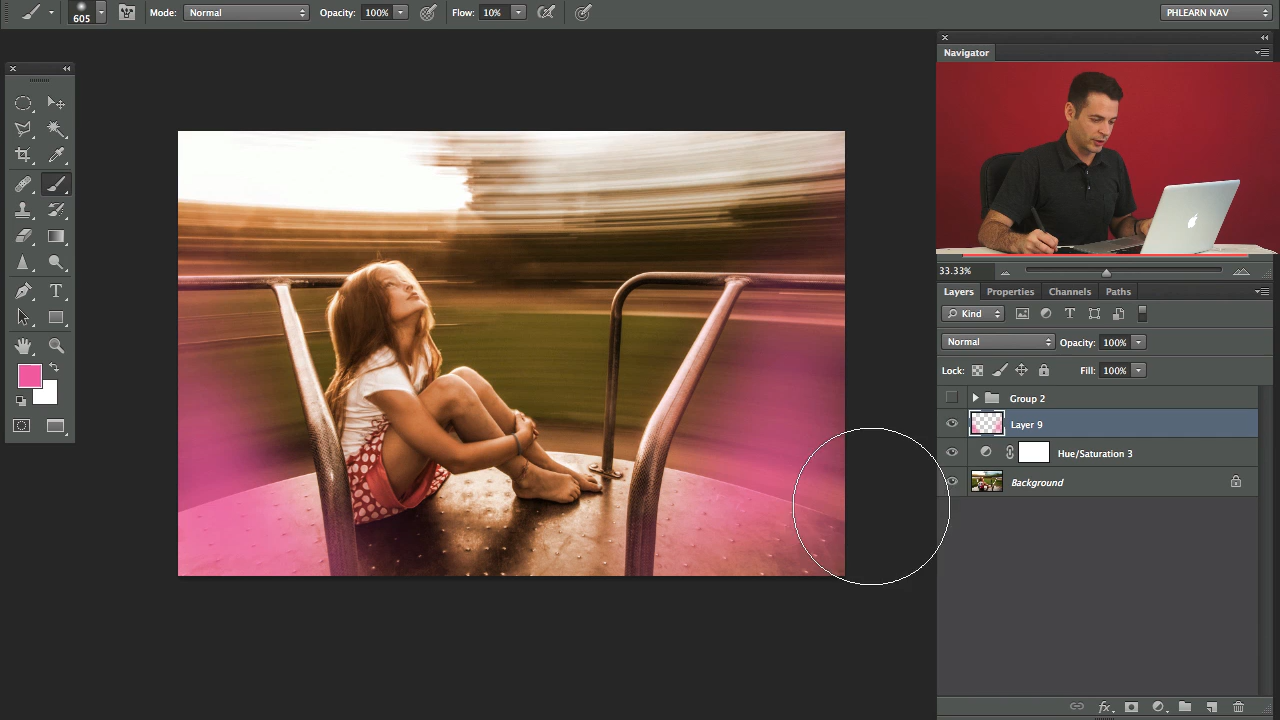 605 Mode: Normal Opacity: 100% Flow: 10% PHLEARN NAV
Navigator
33.33%
Layers Properties Channels Paths
Kind
Normal Opacity: 100%
Lock: Fill: 100%
Group 2
Layer 9
Hue/Saturation 3
Background